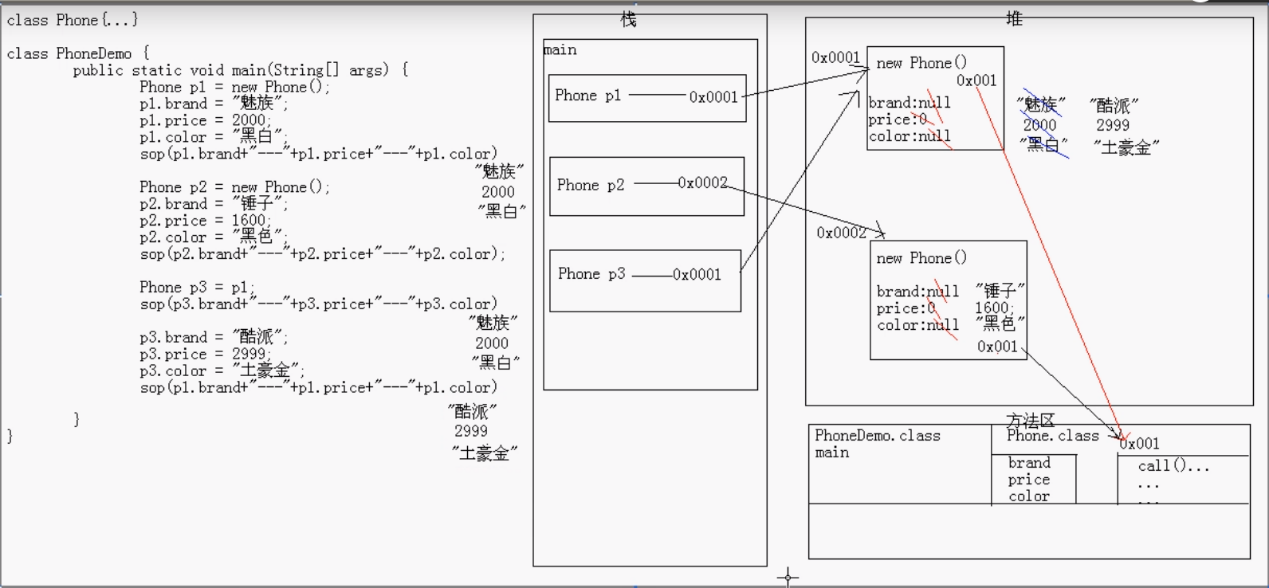 class Phone{...}
class PhoneDemo {
public static void main(String[] args) {
Phone p1 = new Phone();
p1.brand = "魅族";
p1.price = 2000;
p1.color = "黑白";
sop(p1.brand+"---"+p1.price+"---"+p1.color)
"魅族"
2000
"黑白"
Phone p2 = new Phone();
p2.brand = "锤子";
p2.price = 1600;
p2.color = "黑色";
sop(p2.brand+"---"+p2.price+"---"+p2.color);
Phone p3 = p1;
sop(p3.brand+"---"+p3.price+"---"+p3.color)
"魅族"
2000
"黑白"
p3.brand = "酷派";
p3.price = 2999;
p3.color = "土豪金";
sop(p1.brand+"---"+p1.price+"---"+p1.color)
"酷派"
2999
"土豪金"
}
}
栈
main
Phone p1 0x0001
Phone p2 0x0002
Phone p3 0x0001
堆
0x0001
new Phone()
0x001
brand:null "魅族" "酷派"
price:0 2000 2999
color:null "黑白" "土豪金"
0x0002
new Phone()
brand:null "锤子"
price:0 1600;
color:null "黑色"
0x001
方法区
PhoneDemo.class
main
Phone.class
brand
price
color
0x001
call()...
...
...